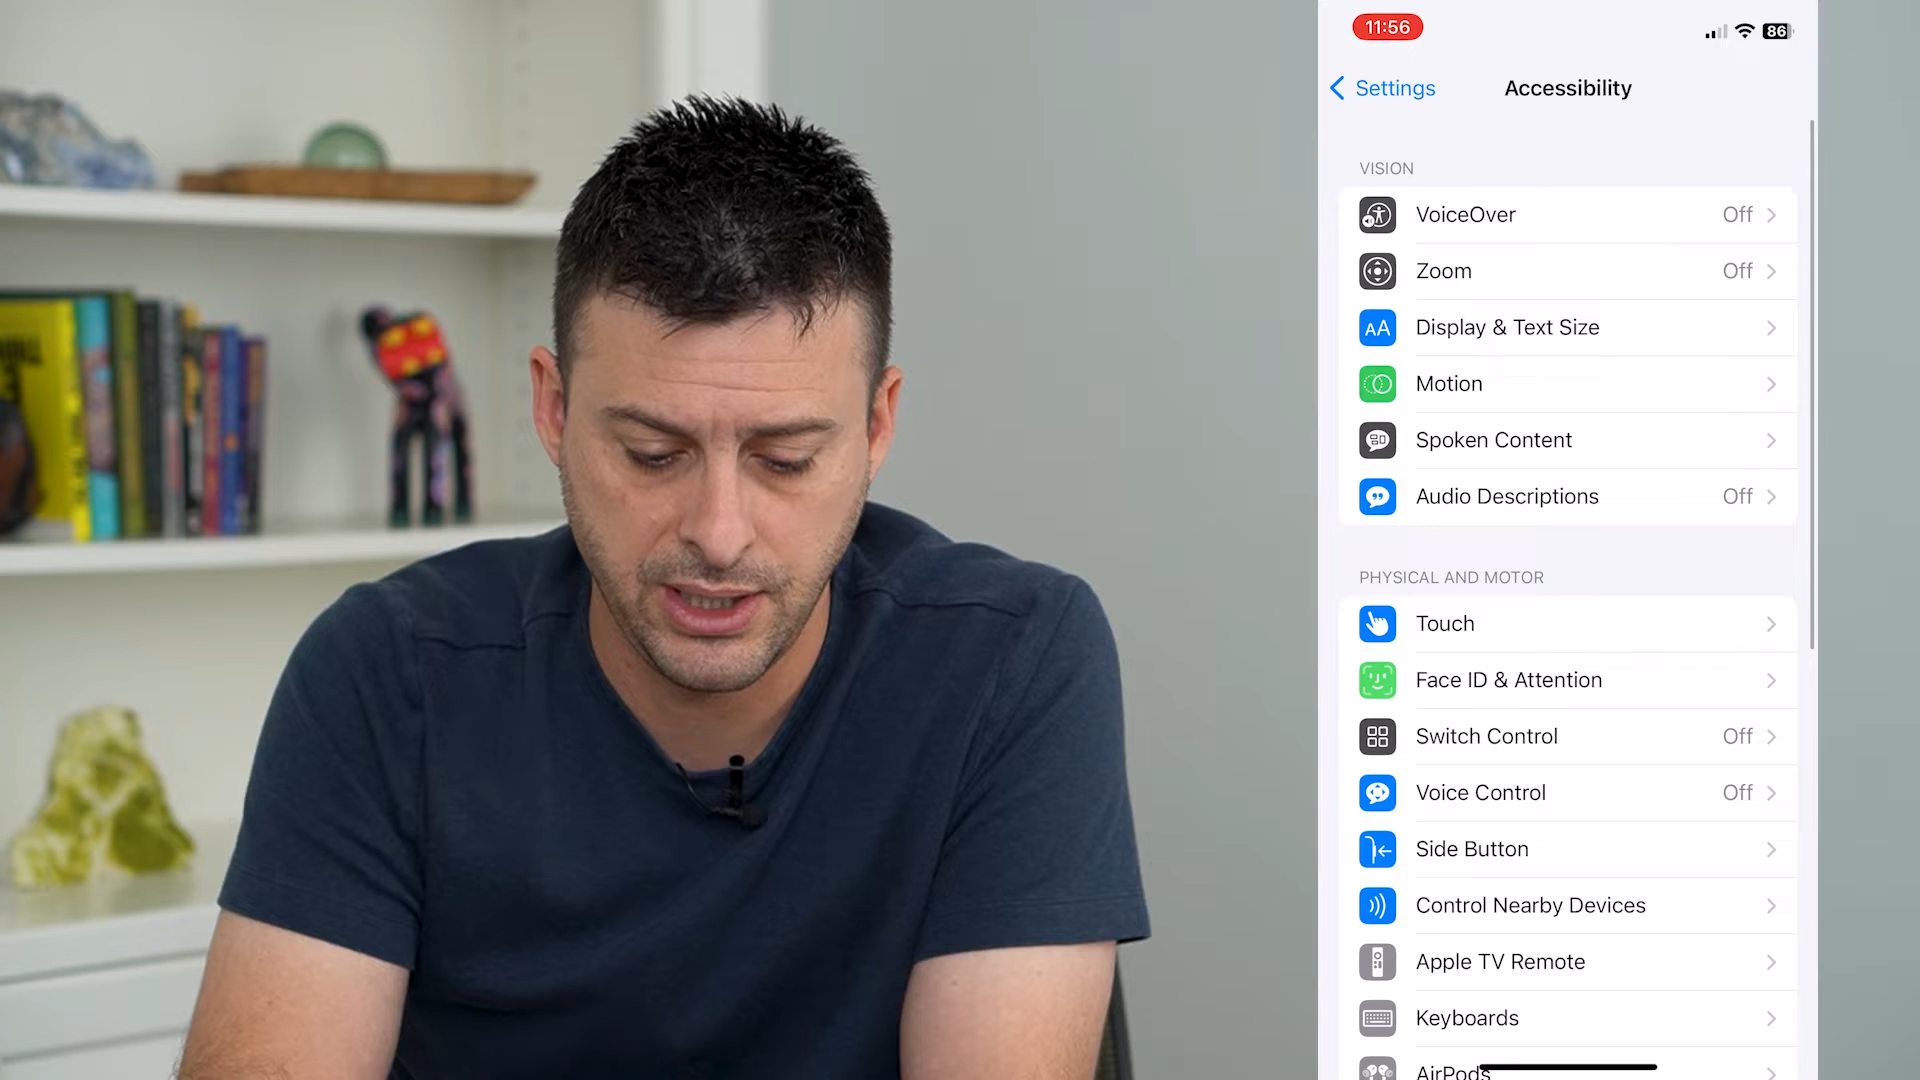 11:56
86
Settings
Accessibility
VISION
VoiceOver Off
Zoom Off
AA Display & Text Size
Motion
Spoken Content
Audio Descriptions Off
PHYSICAL AND MOTOR
Touch
Face ID & Attention
Switch Control Off
Voice Control Off
Side Button
Control Nearby Devices
Apple TV Remote
Keyboards
AirPods